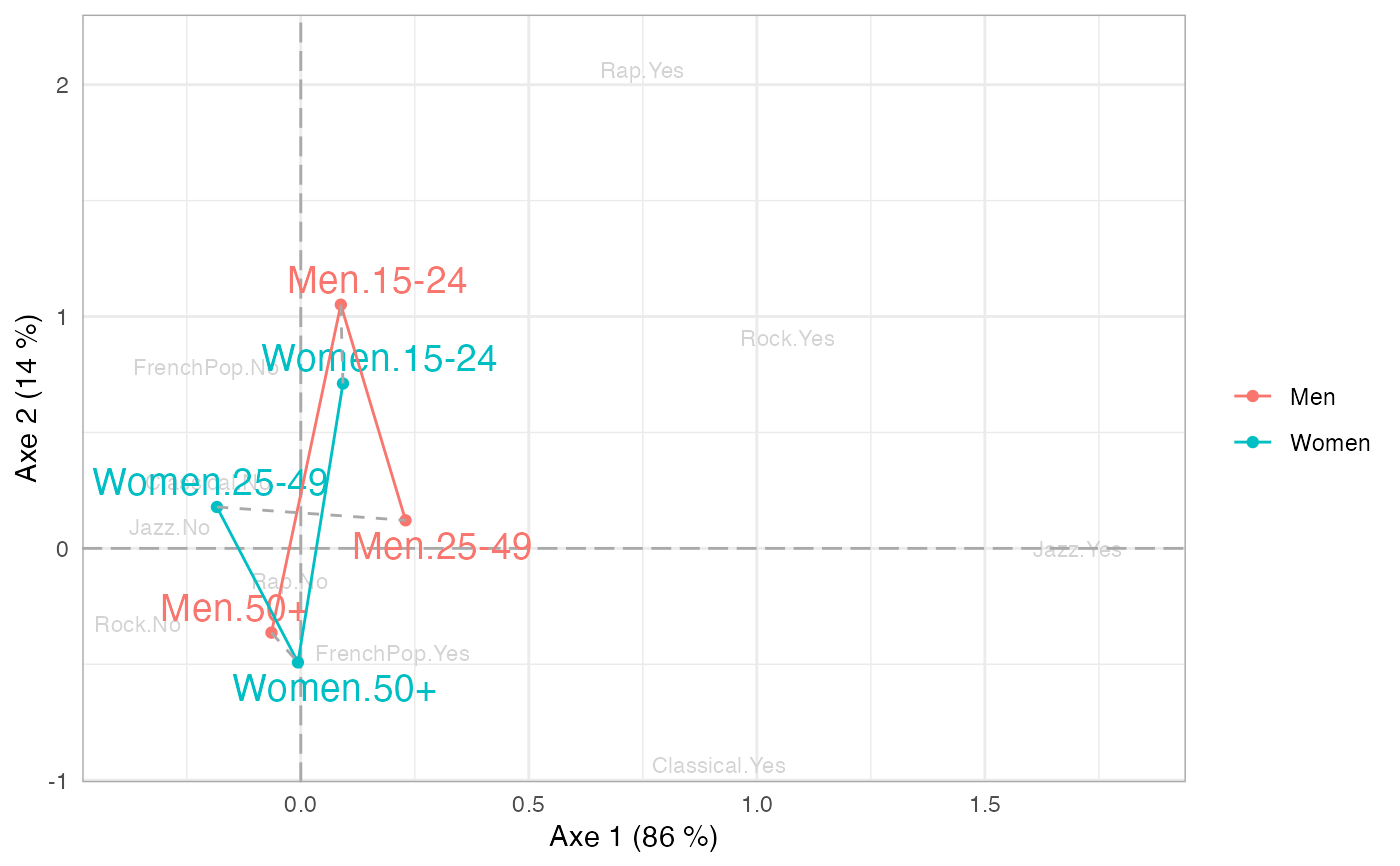 Rap.Yes
2
Men.15-24
1
Rock.Yes
Women.15-24
FrenchPop.No
Men
Women
Women.25-49
Classical.No
Jazz.No
Men.25-49
0
Jazz.Yes
Rap.No
Men.50+
Rock.No
FrenchPop.Yes
Women.50+
Classical.Yes
-1
0.0 0.5 1.0 1.5
Axe 1 (86 %)
Axe 2 (14 %)